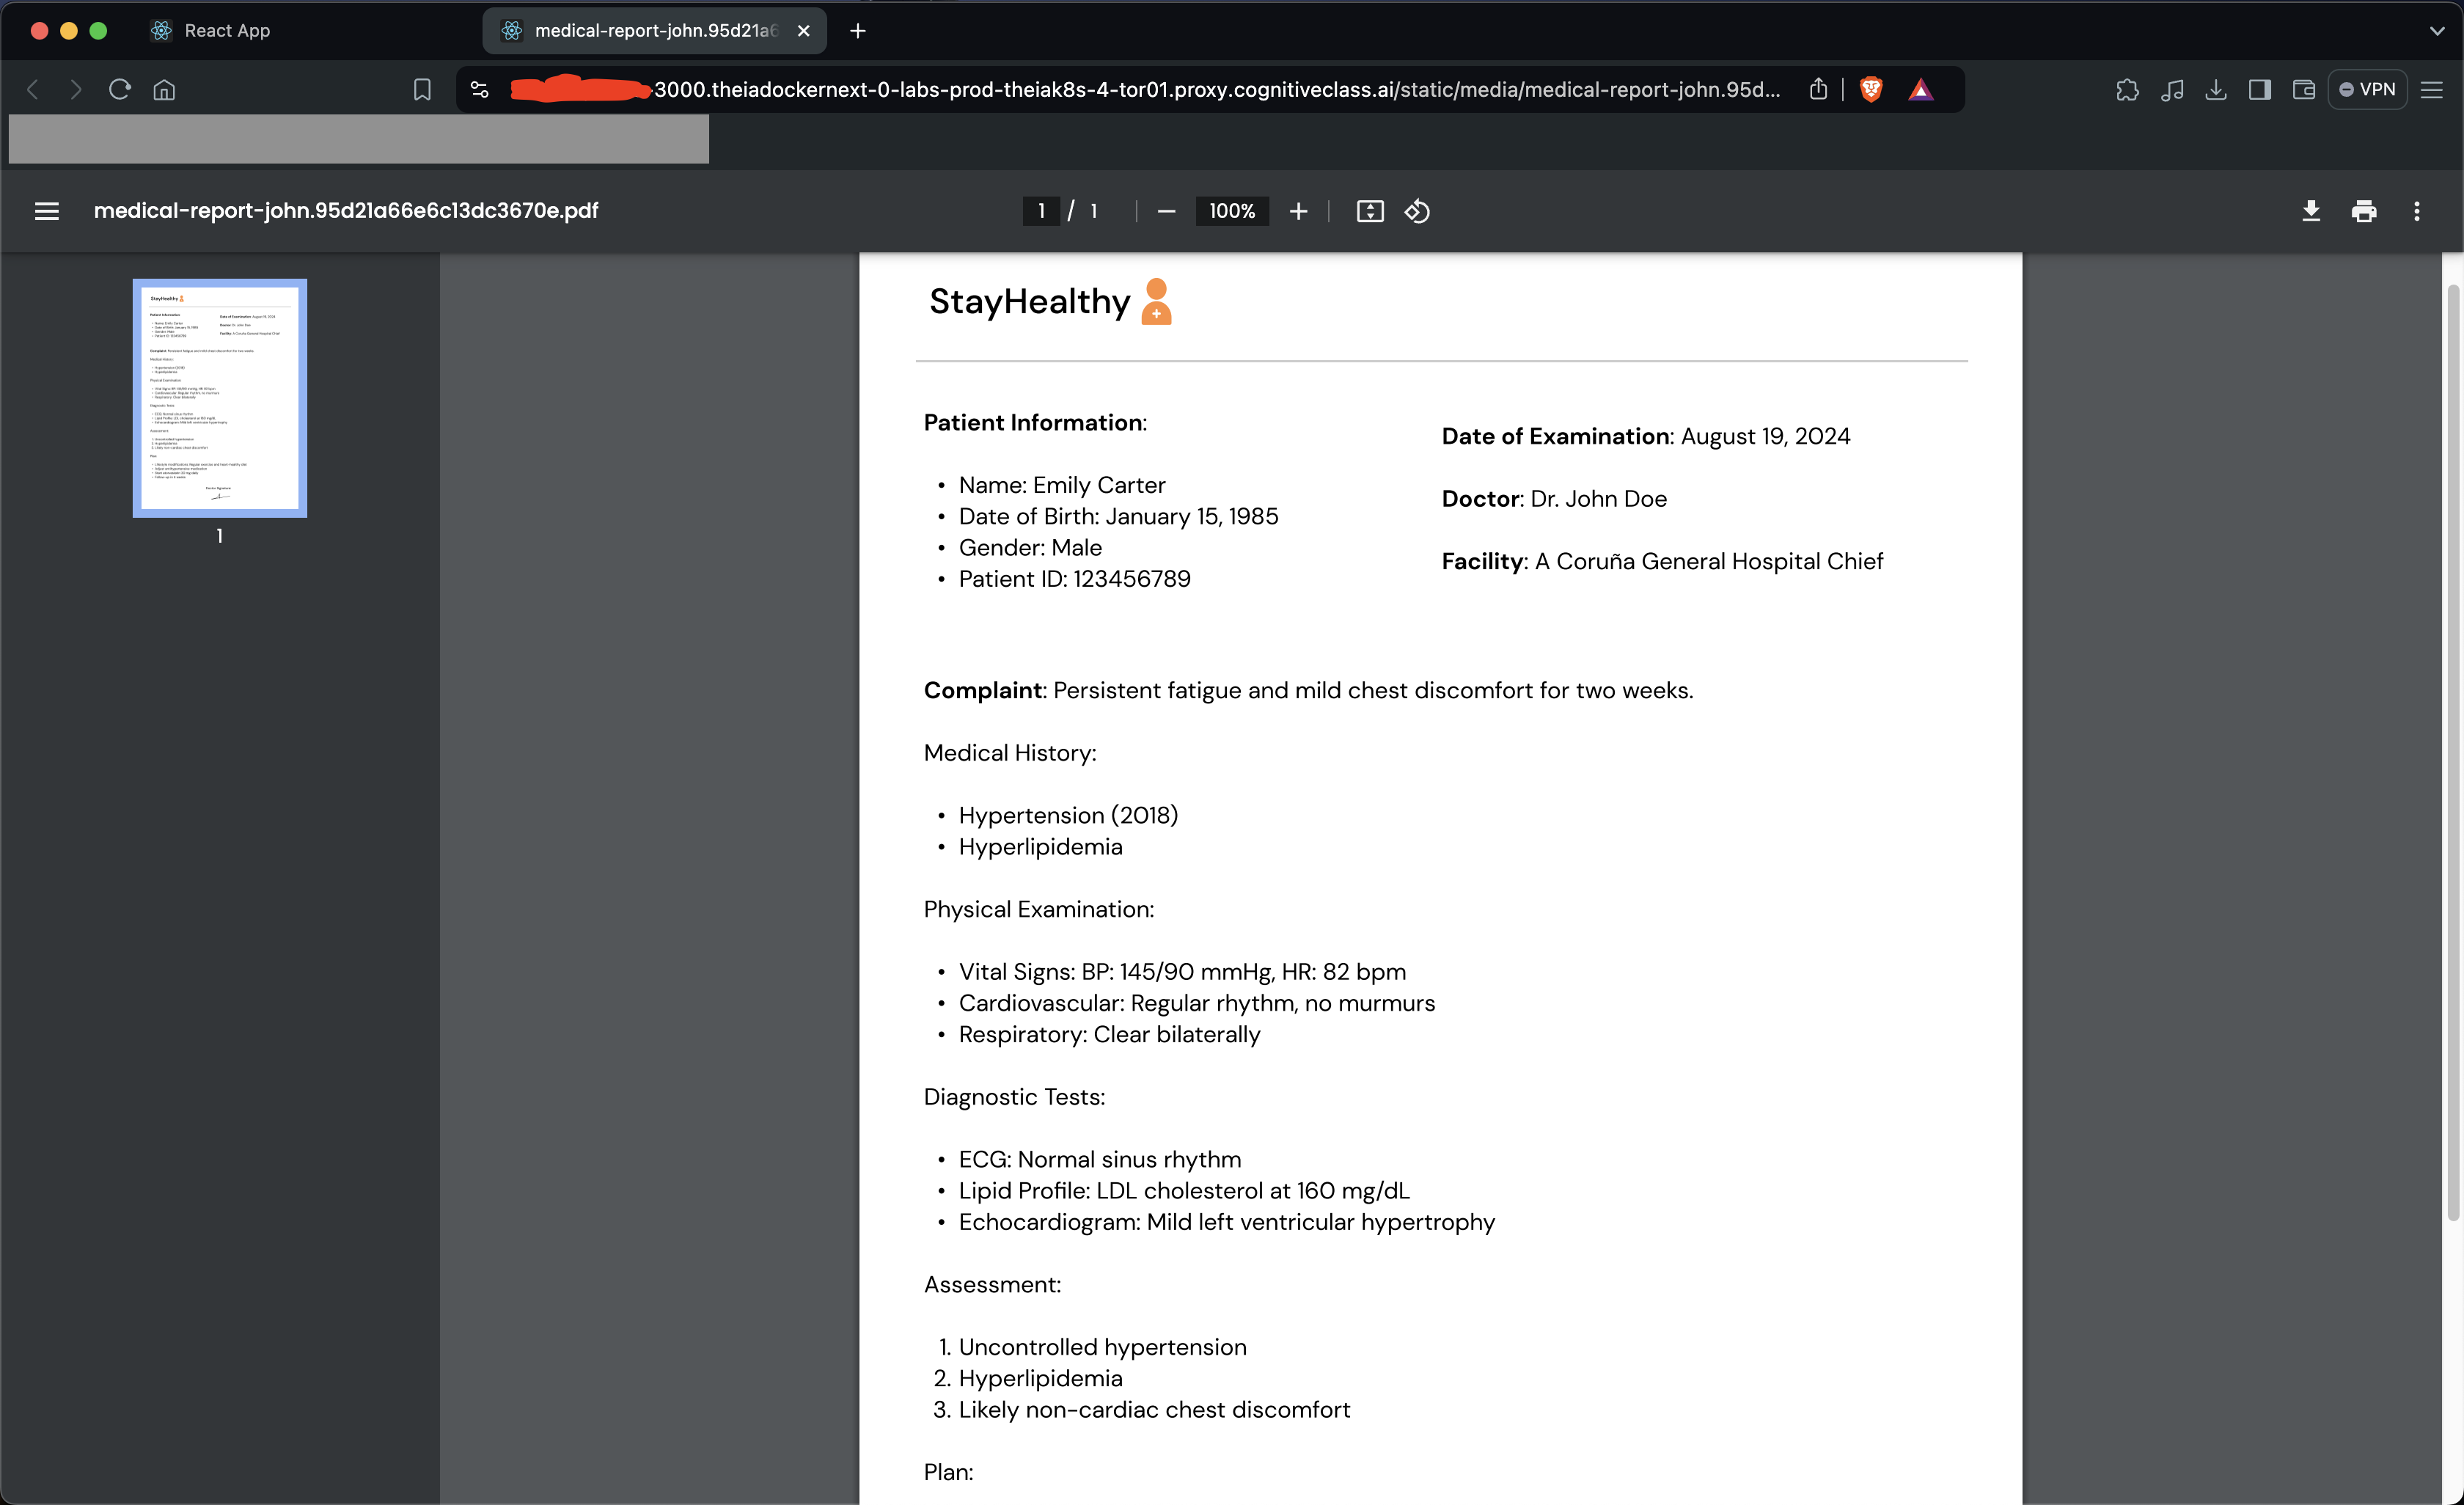 React App
medical-report-john.95d21a6
-3000.theiadockernext-0-labs-prod-theiak8s-4-tor01.proxy.cognitiveclass.ai/static/media/medical-report-john.95d...
VPN
medical-report-john.95d21a66e6c13dc3670e.pdf
1 / 1
100%
1
StayHealthy
Patient Information:
• Name: Emily Carter
• Date of Birth: January 15, 1985
• Gender: Male
• Patient ID: 123456789
Date of Examination: August 19, 2024
Doctor: Dr. John Doe
Facility: A Coruña General Hospital Chief
Complaint: Persistent fatigue and mild chest discomfort for two weeks.
Medical History:
• Hypertension (2018)
• Hyperlipidemia
Physical Examination:
• Vital Signs: BP: 145/90 mmHg, HR: 82 bpm
• Cardiovascular: Regular rhythm, no murmurs
• Respiratory: Clear bilaterally
Diagnostic Tests:
• ECG: Normal sinus rhythm
• Lipid Profile: LDL cholesterol at 160 mg/dL
• Echocardiogram: Mild left ventricular hypertrophy
Assessment:
1. Uncontrolled hypertension
2. Hyperlipidemia
3. Likely non-cardiac chest discomfort
Plan: